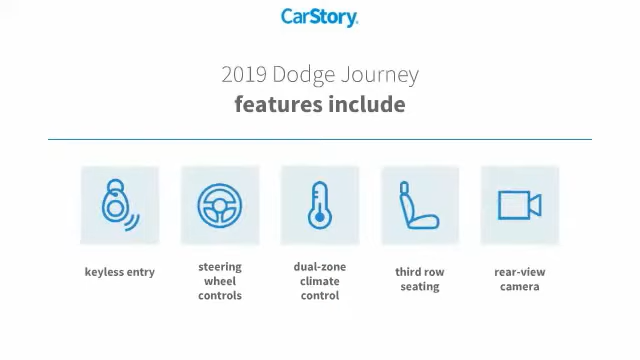 CarStory.
2019 Dodge Journey
features include
keyless entry
steering
wheel
controls
dual-zone
climate
control
third row
seating
rear-view
camera